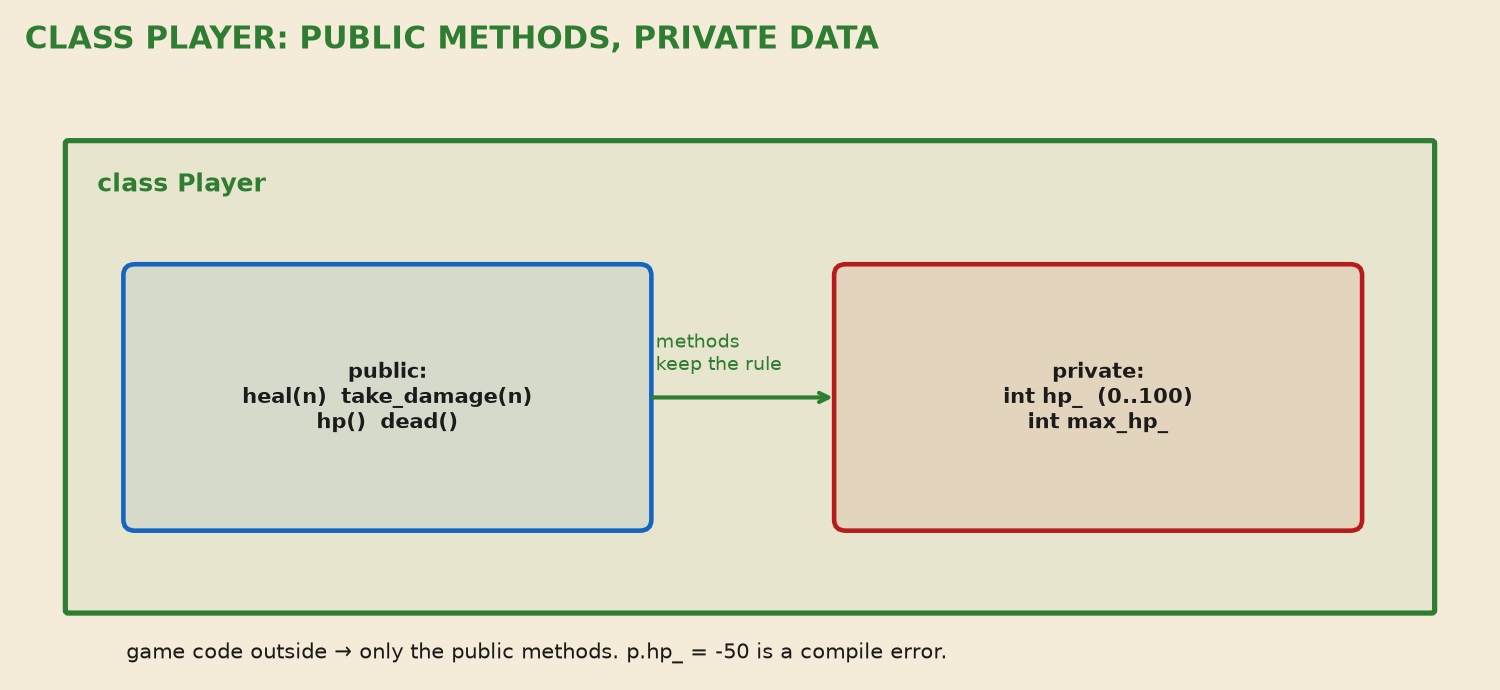 CLASS PLAYER: PUBLIC METHODS, PRIVATE DATA
class Player
public:
heal(n)  take_damage(n)
hp()  dead()
methods
keep the rule
private:
int hp_  (0..100)
int max_hp_
game code outside → only the public methods. p.hp_ = -50 is a compile error.